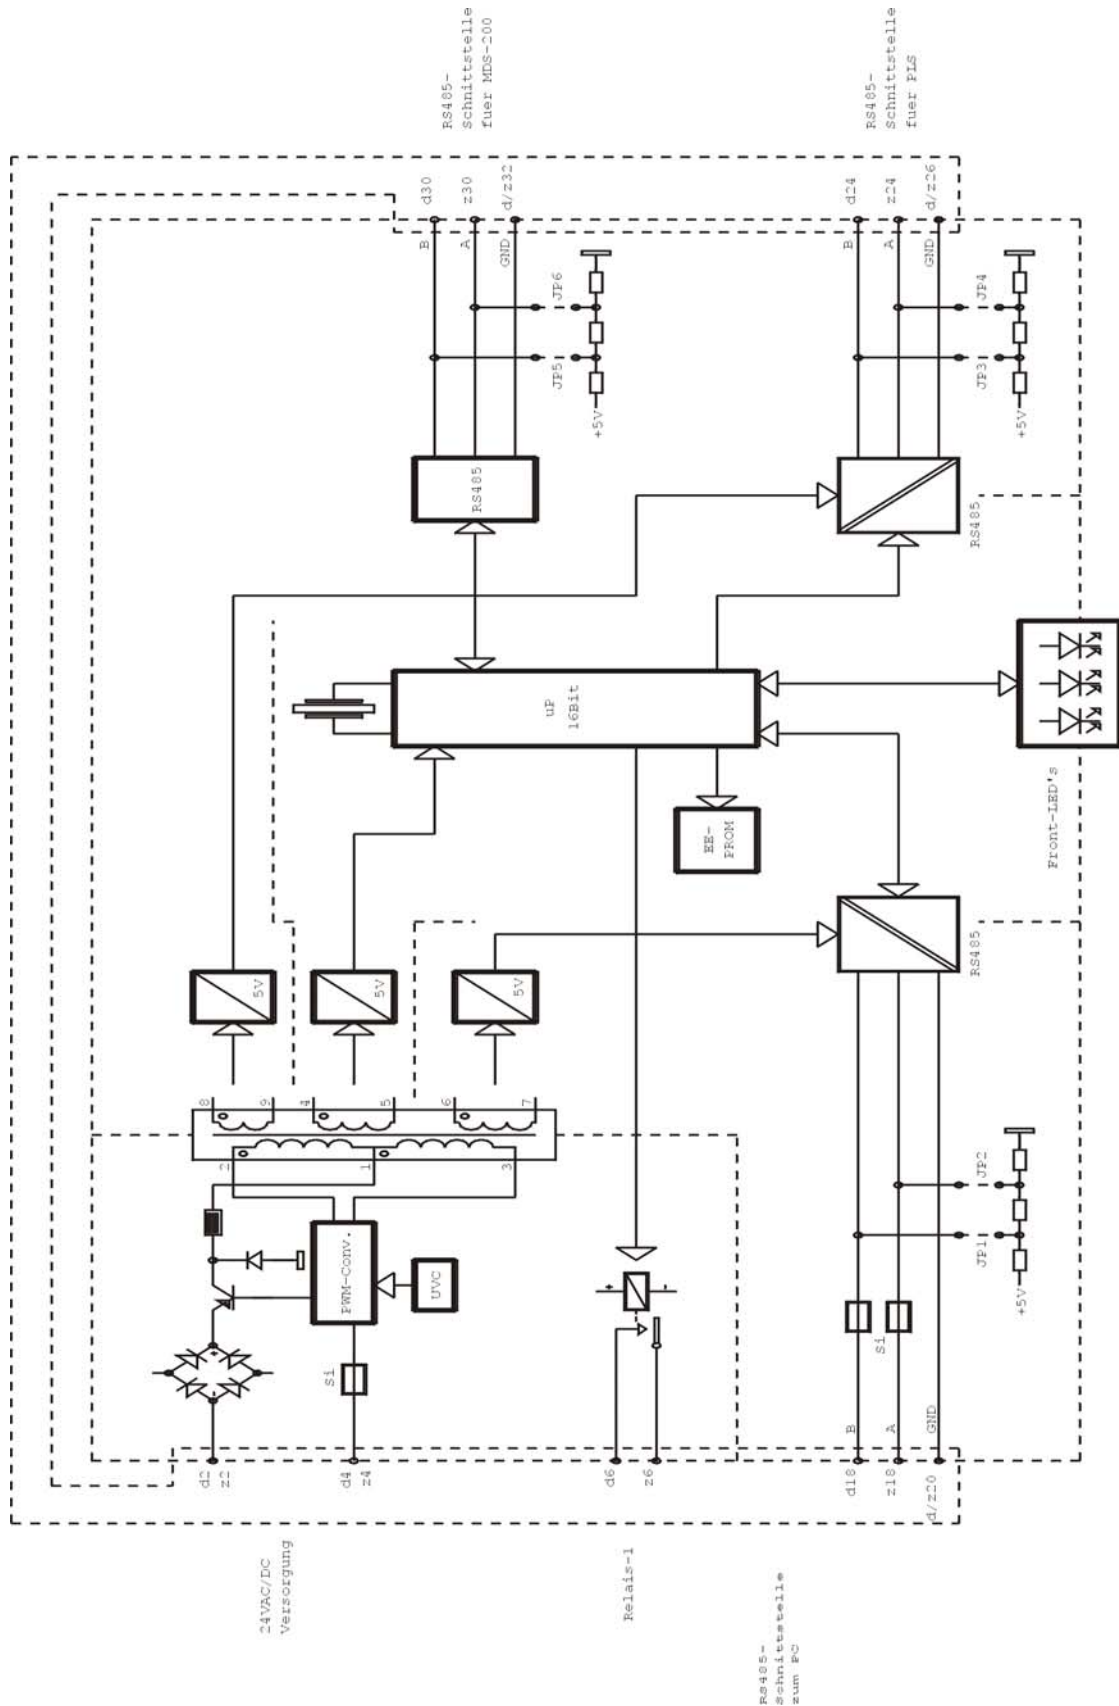 RS485-
Schnittstelle
fuer MDS-200
RS485-
Schnittstelle
fuer PLS
d30
z30
d/z32
d24
z24
d/z26
B
A
GND
B
A
GND
JP5
JP6
+5V
JP3
JP4
+5V
RS485
RS485
uP
16Bit
EE-
PROM
Front-LED's
RS485
5V
5V
5V
8
9
4
5
6
7
2
1
3
PWM-Conv.
UVC
+
-
Si
+
-
Si
JP1
JP2
+5V
B
A
GND
d2
z2
d4
z4
d6
z6
d18
z18
d/z20
24VAC/DC
Versorgung
Relais-1
RS485-
Schnittstelle
zum PC